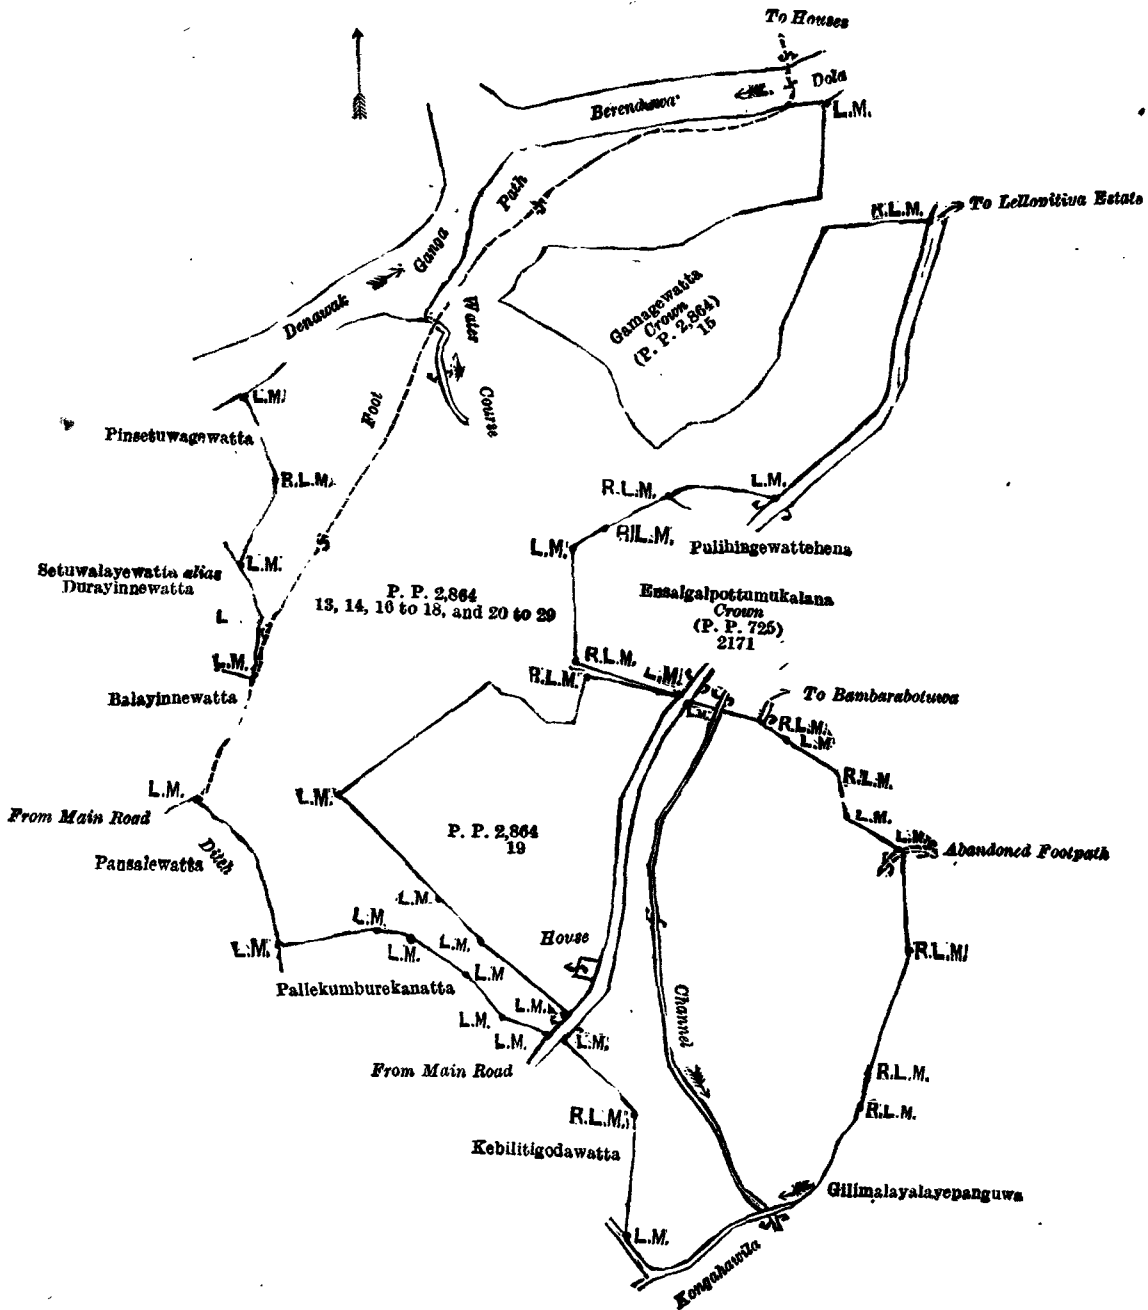 To Houses
Dola
Berenduwa
L.M.
Path
R.L.M.
To Lellopitiya Estate
Ganga
Denawak
Water
Course
Gamagewatta
Crown
(P. P. 2,864)
15
Foot
L.M.
Pinsetuwagewatta
R.L.M.
L.M.
R.L.M.
R.L.M.
L.M.
Pulihingewattehena
L.M.
Setuwalayewatta alias
Durayinnewatta
P. P. 2,864
13, 14, 16 to 18, and 20 to 29
Ensalgalpottumukalana
Crown
(P. P. 725)
2171
L
L.M.
R.L.M.
R.L.M.
L.M.
L.M.
Balayinnewatta
To Bambarabotuwa
R.L.M.
L.M.
R.L.M.
L.M.
From Main Road
L.M.
L.M.
L.M.
Abandoned Footpath
Ditch
Pansalewatta
P. P. 2,864
19
L.M.
L.M.
L.M.
L.M.
L.M.
House
R.L.M.
L.M
Pallekumburekanatta
L.M.
L.M.
L.M.
L.M.
Channel
From Main Road
R.L.M.
R.L.M.
R.L.M.
Kebilitigodawatta
Gilimalayalayepanguwa
L.M.
Kongahawila